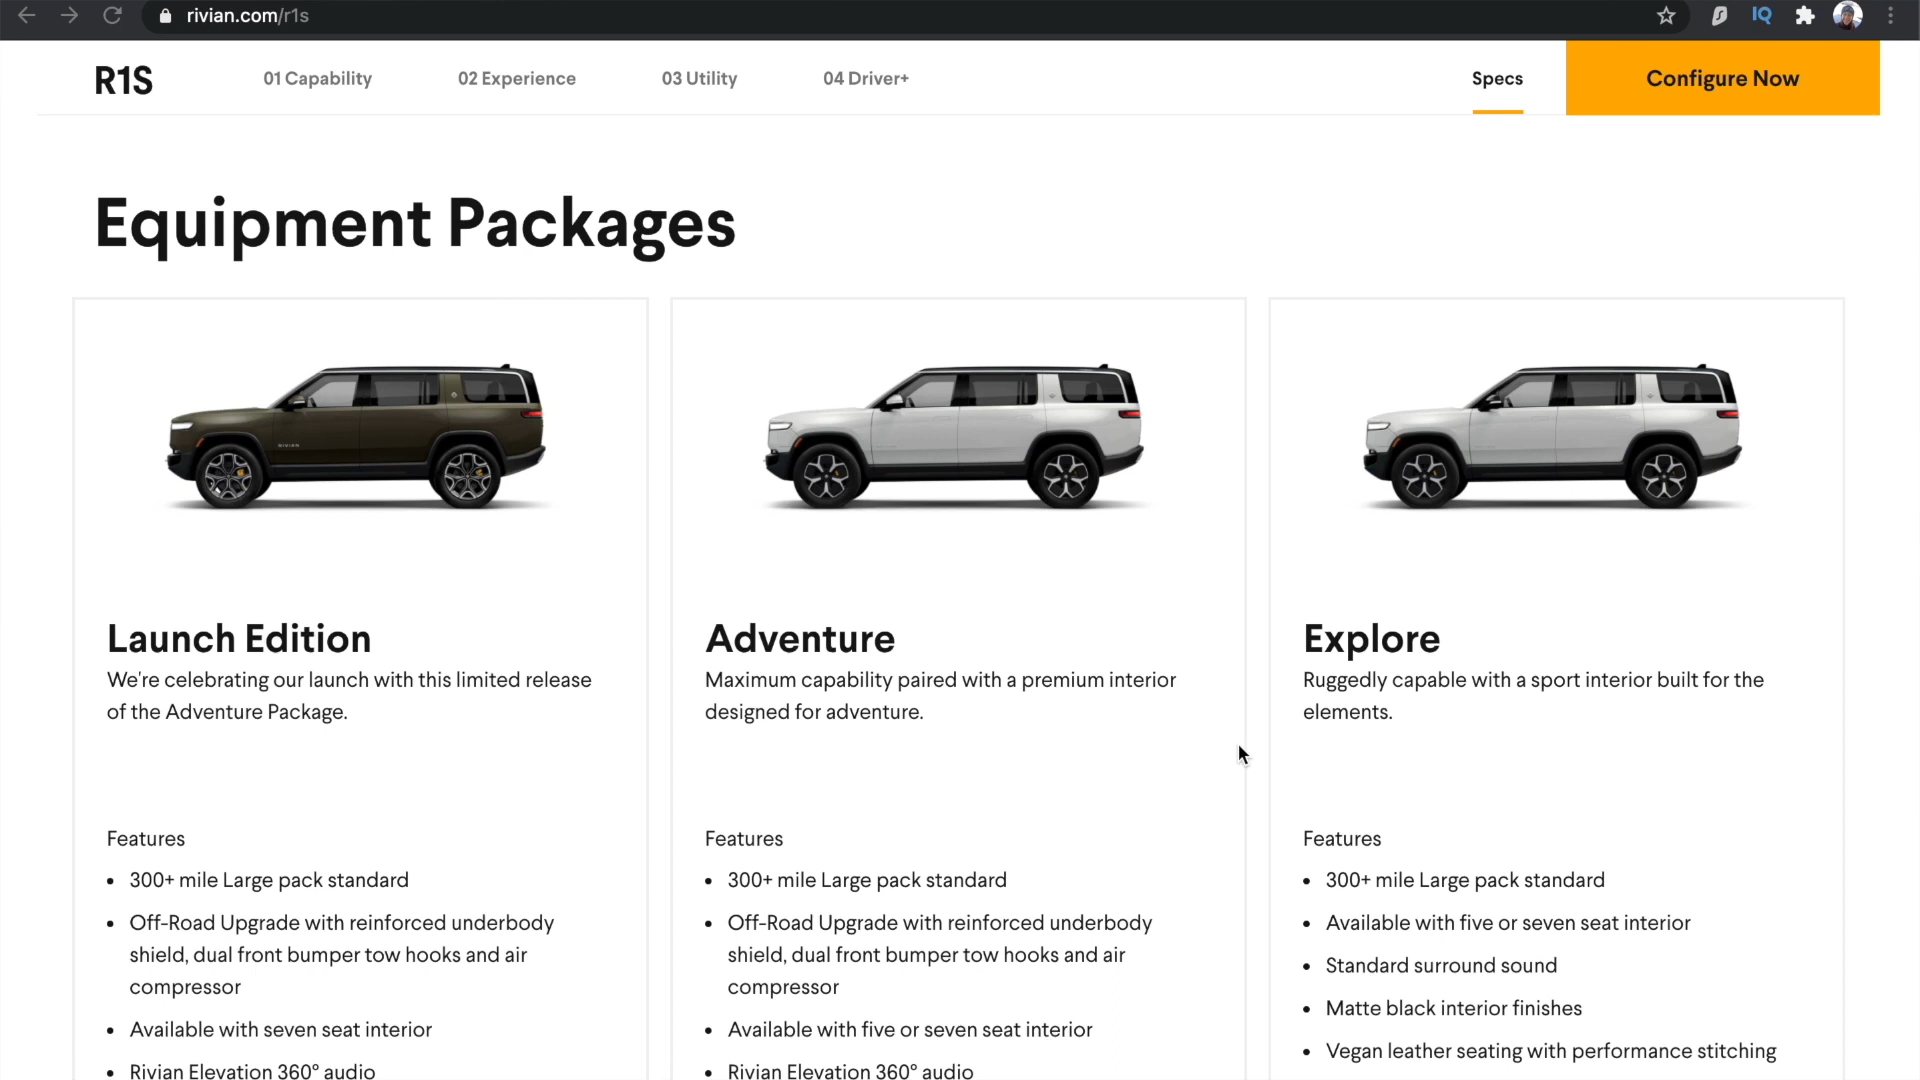 rivian.com/r1s
IQ
R1S
01 Capability
02 Experience
03 Utility
04 Driver+
Specs
Configure Now
Equipment Packages
RIVIAN
Launch Edition
We're celebrating our launch with this limited release
of the Adventure Package.
Features
• 300+ mile Large pack standard
• Off-Road Upgrade with reinforced underbody
shield, dual front bumper tow hooks and air
compressor
• Available with seven seat interior
• Rivian Elevation 360° audio
Adventure
Maximum capability paired with a premium interior
designed for adventure.
Features
• 300+ mile Large pack standard
• Off-Road Upgrade with reinforced underbody
shield, dual front bumper tow hooks and air
compressor
• Available with five or seven seat interior
• Rivian Elevation 360° audio
Explore
Ruggedly capable with a sport interior built for the
elements.
Features
• 300+ mile Large pack standard
• Available with five or seven seat interior
• Standard surround sound
• Matte black interior finishes
• Vegan leather seating with performance stitching